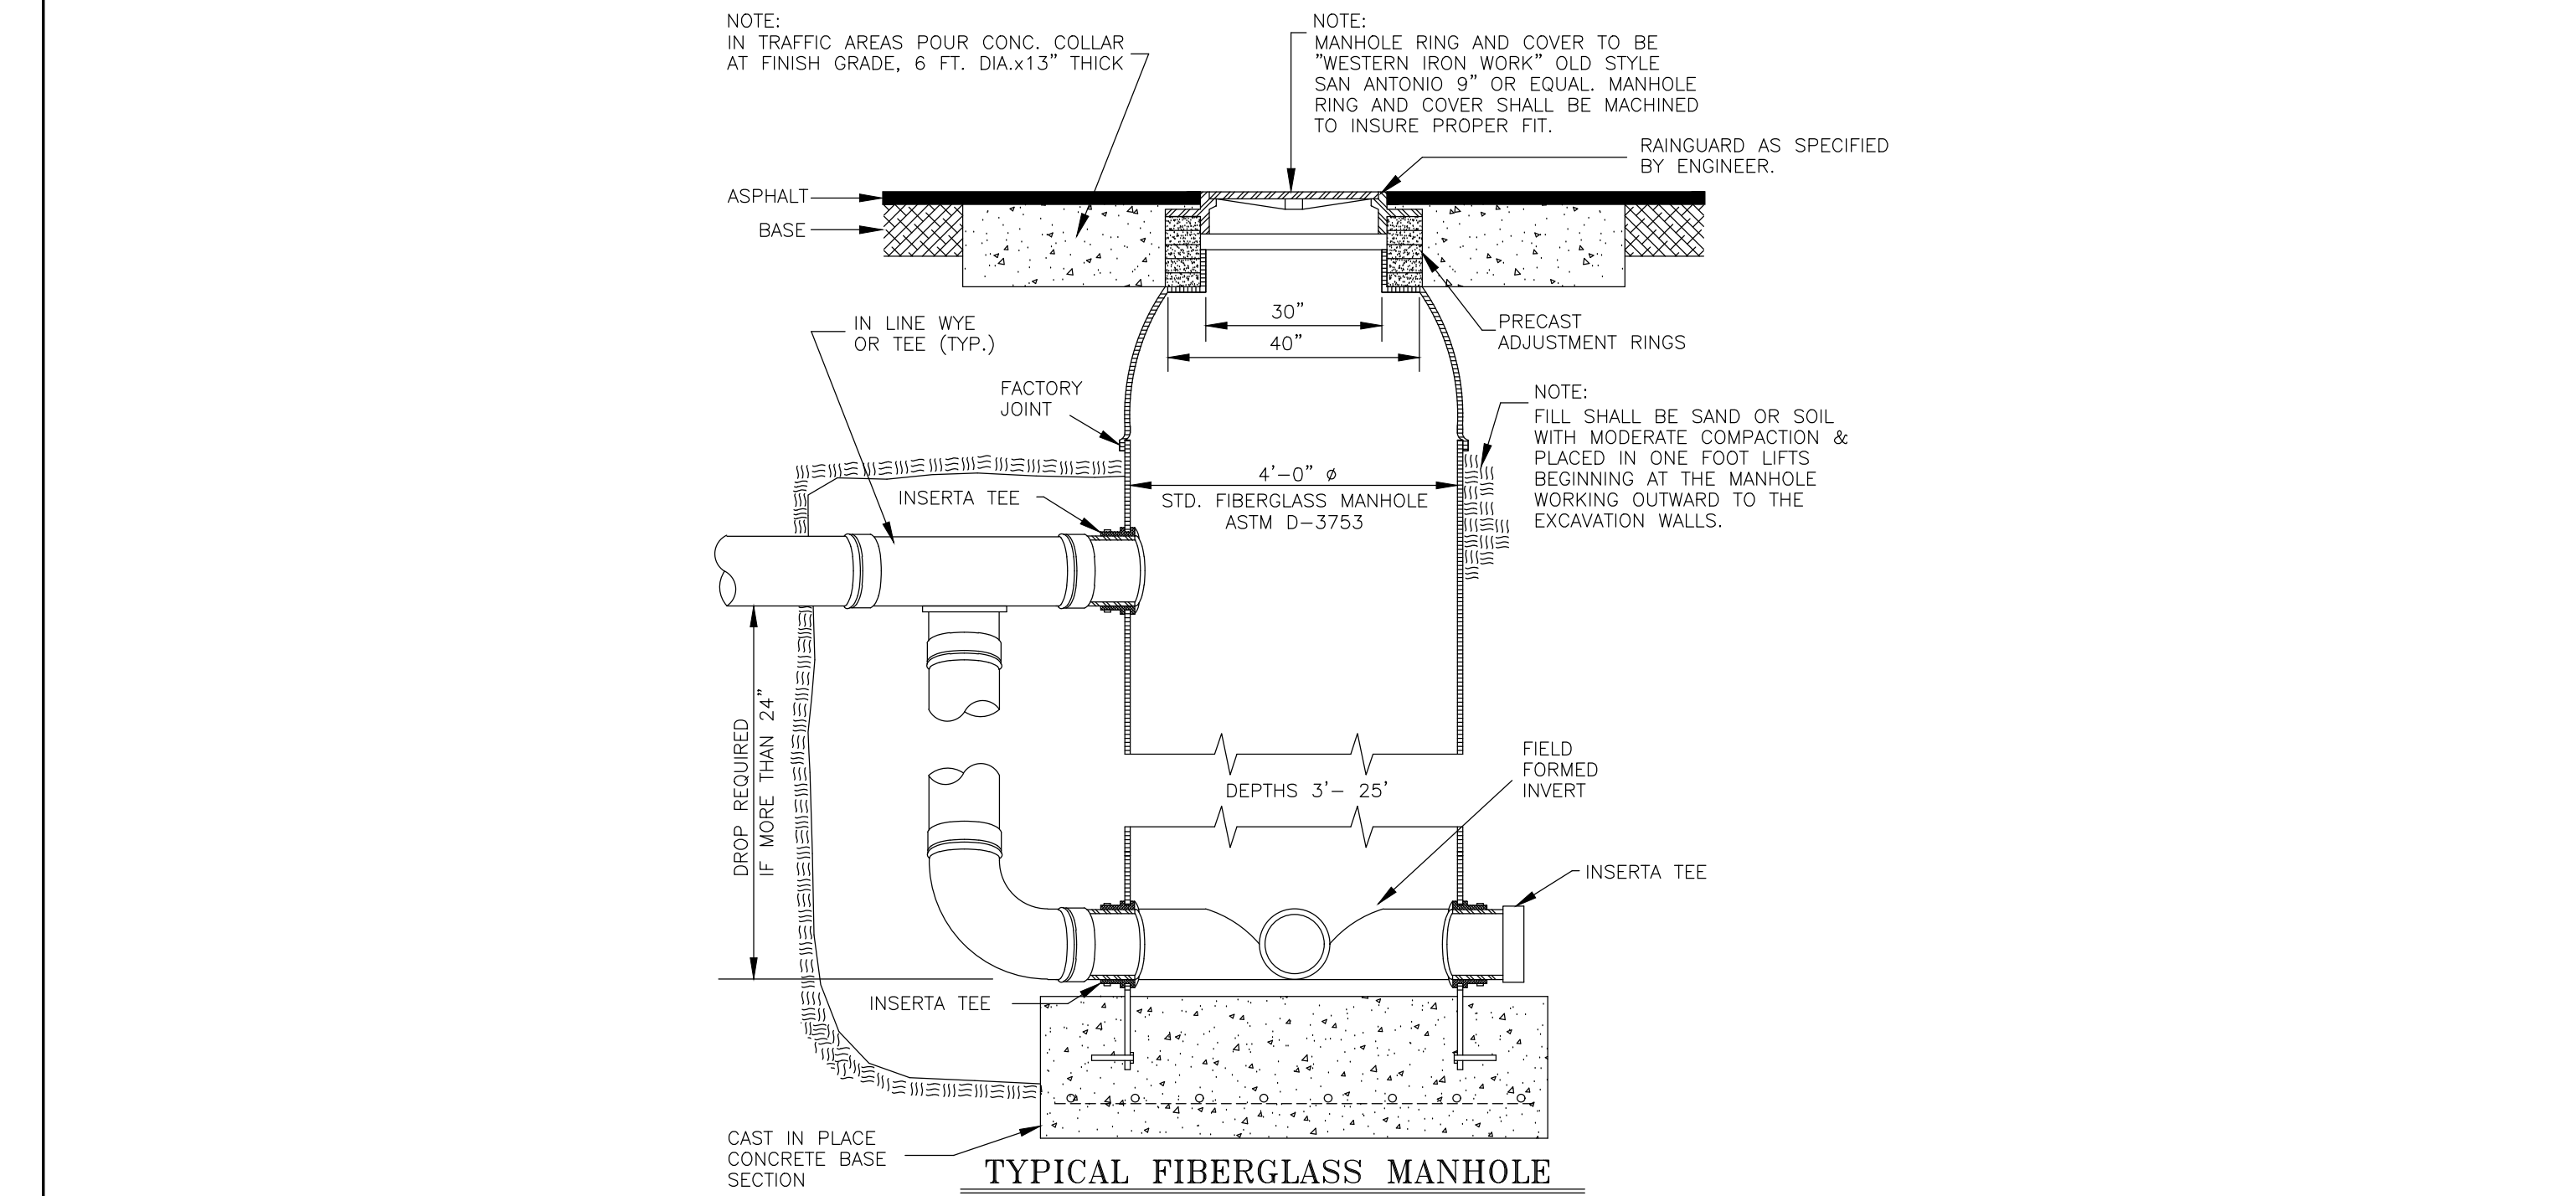 NOTE:
IN TRAFFIC AREAS POUR CONC. COLLAR
AT FINISH GRADE, 6 FT. DIA.x13" THICK
NOTE:
MANHOLE RING AND COVER TO BE
"WESTERN IRON WORK" OLD STYLE
SAN ANTONIO 9" OR EQUAL. MANHOLE
RING AND COVER SHALL BE MACHINED
TO INSURE PROPER FIT.
RAINGUARD AS SPECIFIED
BY ENGINEER.
ASPHALT
BASE
30"
40"
PRECAST
ADJUSTMENT RINGS
IN LINE WYE
OR TEE (TYP.)
FACTORY
JOINT
NOTE:
FILL SHALL BE SAND OR SOIL
WITH MODERATE COMPACTION &
PLACED IN ONE FOOT LIFTS
BEGINNING AT THE MANHOLE
WORKING OUTWARD TO THE
EXCAVATION WALLS.
4'-0" ø
STD. FIBERGLASS MANHOLE
ASTM D-3753
INSERTA TEE
DROP REQUIRED
IF MORE THAN 24"
DEPTHS 3'- 25'
FIELD
FORMED
INVERT
INSERTA TEE
INSERTA TEE
CAST IN PLACE
CONCRETE BASE
SECTION
TYPICAL FIBERGLASS MANHOLE